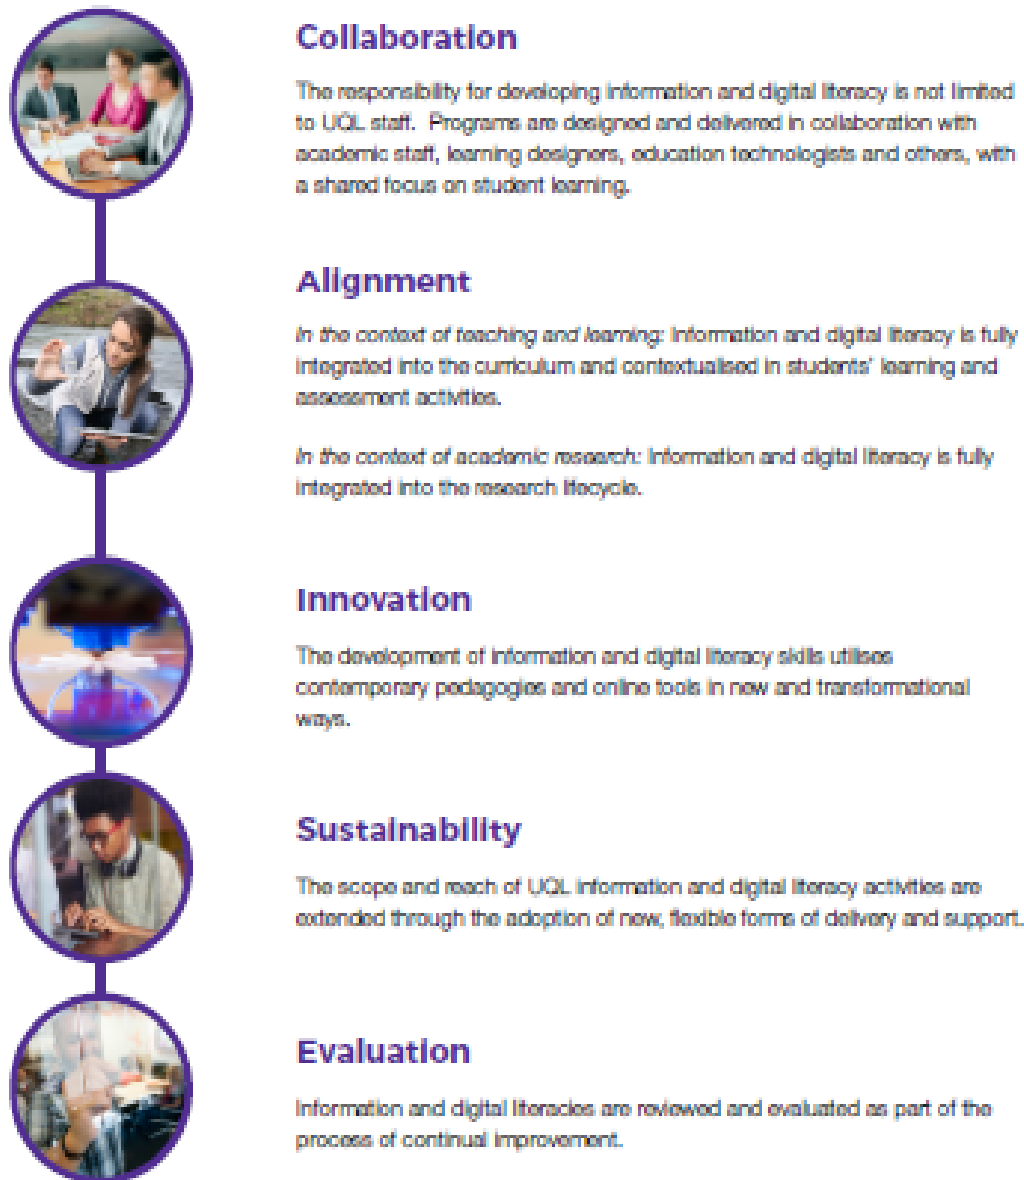 Collaboration
The responsibility for developing information and digital literacy is not limited
to UQL staff.  Programs are designed and delivered in collaboration with
academic staff, learning designers, education technologists and others, with
a shared focus on student learning.
Alignment
In the context of teaching and learning: Information and digital literacy is fully
integrated into the curriculum and contextualised in students' learning and
assessment activities.
In the context of academic research: Information and digital literacy is fully
integrated into the research lifecycle.
Innovation
The development of information and digital literacy skills utilises
contemporary pedagogies and online tools in new and transformational
ways.
Sustainability
The scope and reach of UQL information and digital literacy activities are
extended through the adoption of new, flexible forms of delivery and support.
Evaluation
Information and digital literacies are reviewed and evaluated as part of the
process of continual improvement.